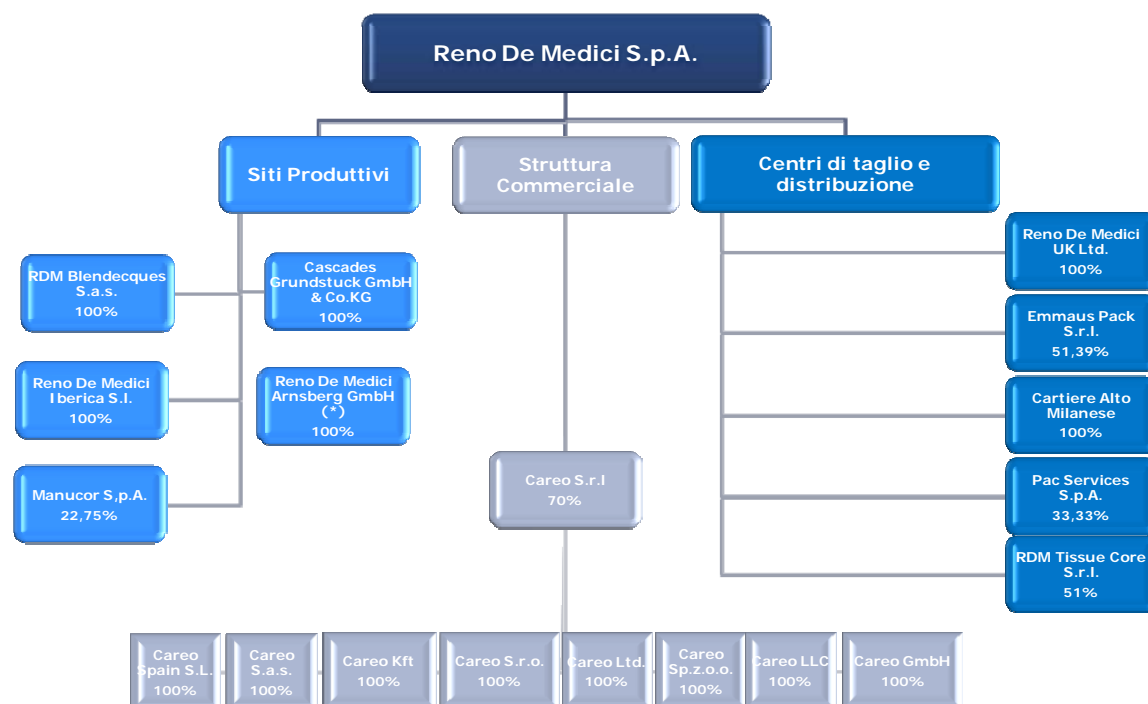 Reno De Medici S.p.A.
Siti Produttivi
Struttura
Commerciale
Centri di taglio e
distribuzione
RDM Blendecques
S.a.s.
100%
Cascades
Grundstuck GmbH
& Co.KG
100%
Reno De Medici
Iberica S.l.
100%
Reno De Medici
Arnsberg GmbH
(*)
100%
Manucor S,p.A.
22,75%
Careo S.r.l
70%
Reno De Medici
UK Ltd.
100%
Emmaus Pack
S.r.l.
51,39%
Cartiere Alto
Milanese
100%
Pac Services
S.p.A.
33,33%
RDM Tissue Core
S.r.l.
51%
Careo
Spain S.L.
100%
Careo
S.a.s.
100%
Careo Kft
100%
Careo S.r.o.
100%
Careo Ltd.
100%
Careo
Sp.z.o.o.
100%
Careo LLC
100%
Careo GmbH
100%